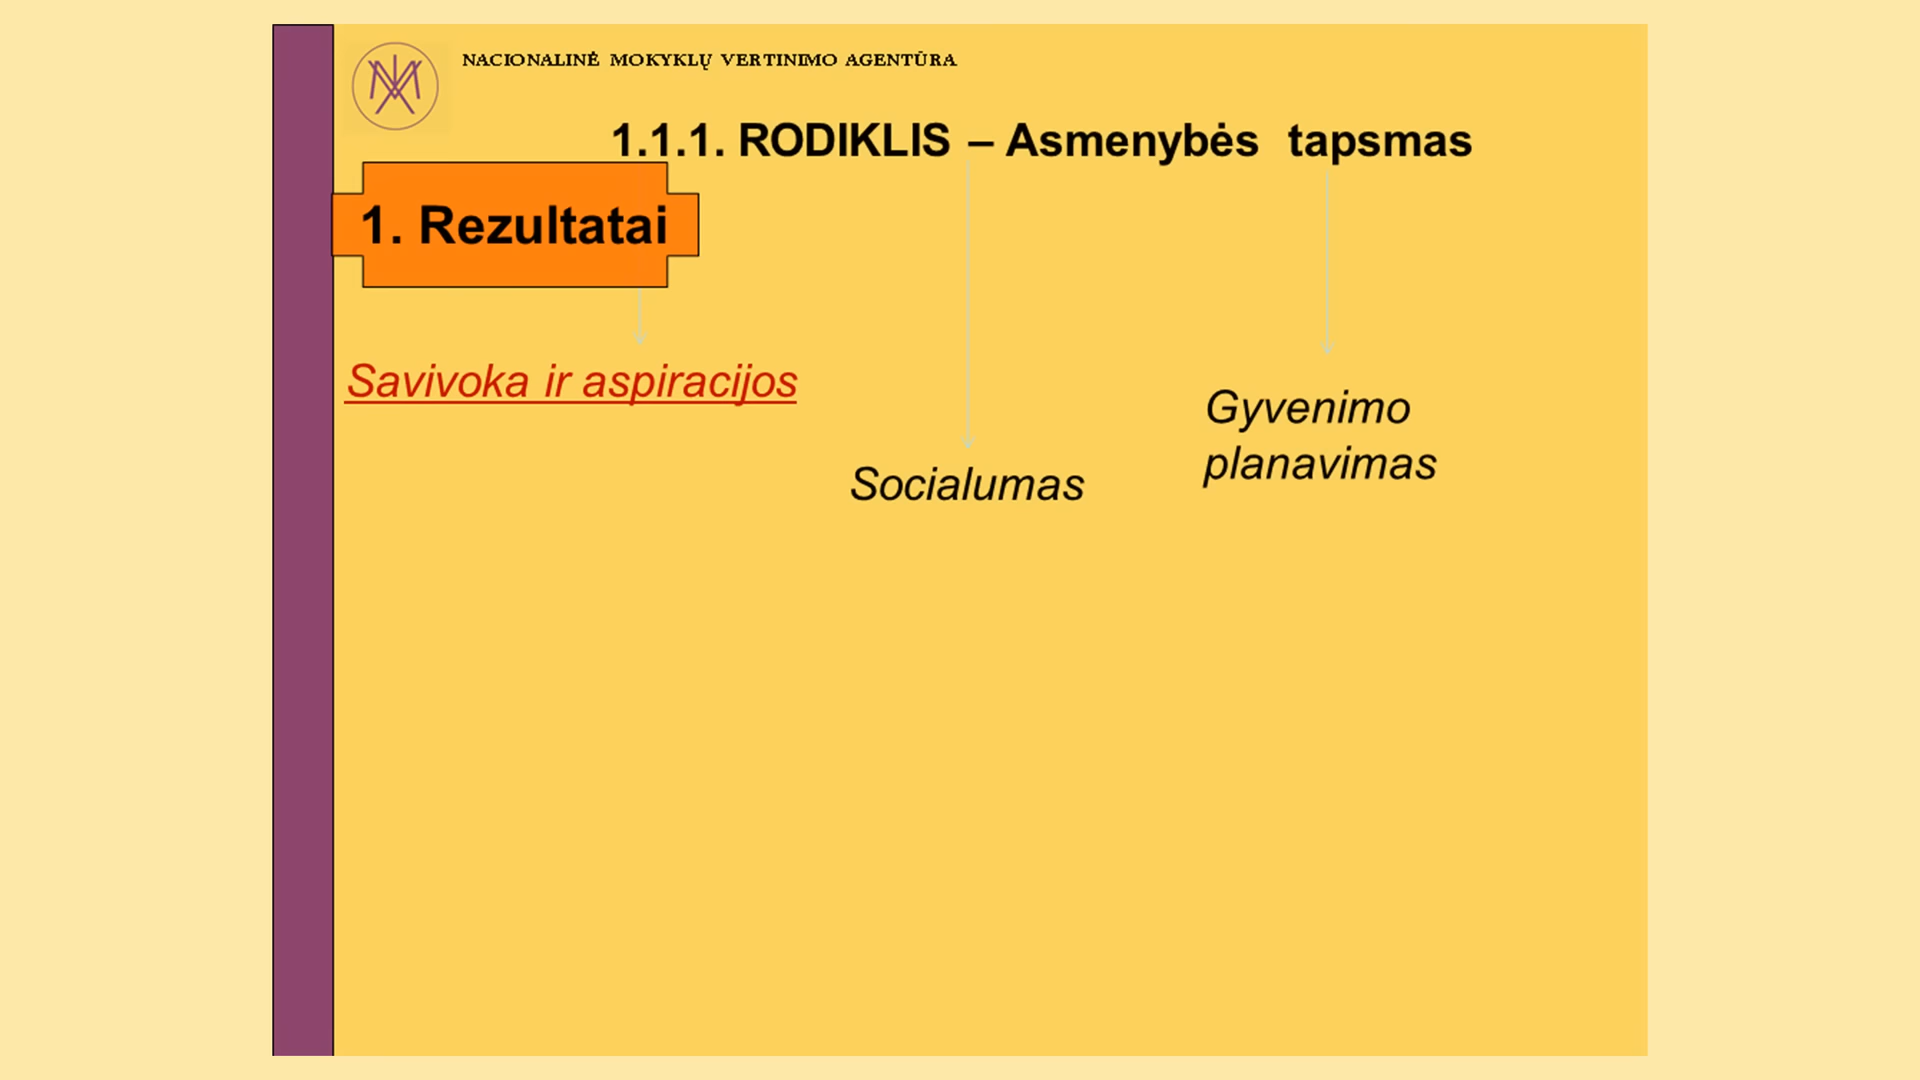 NACIONALINĖ MOKYKLŲ VERTINIMO AGENTŪRA
1.1.1. RODIKLIS – Asmenybės tapsmas
1. Rezultatai
Savivoka ir aspiracijos
Socialumas
Gyvenimo
planavimas